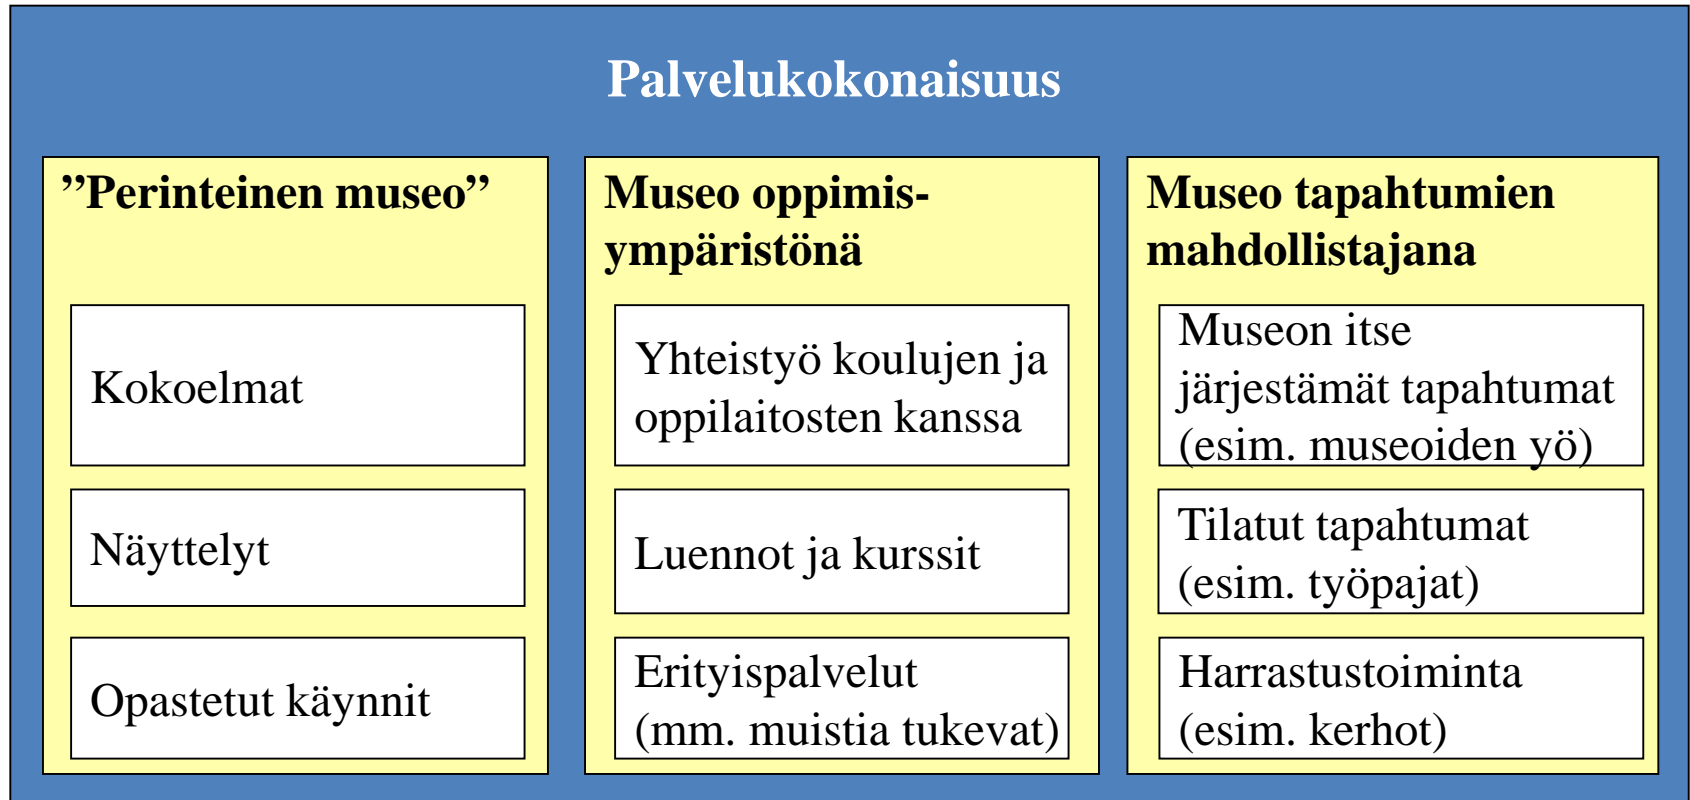 Palvelukokonaisuus
”Perinteinen museo”
Kokoelmat
Näyttelyt
Opastetut käynnit
Museo oppimis-
ympäristönä
Yhteistyö koulujen ja
oppilaitosten kanssa
Luennot ja kurssit
Erityispalvelut
(mm. muistia tukevat)
Museo tapahtumien
mahdollistajana
Museon itse
järjestämät tapahtumat
(esim. museoiden yö)
Tilatut tapahtumat
(esim. työpajat)
Harrastustoiminta
(esim. kerhot)